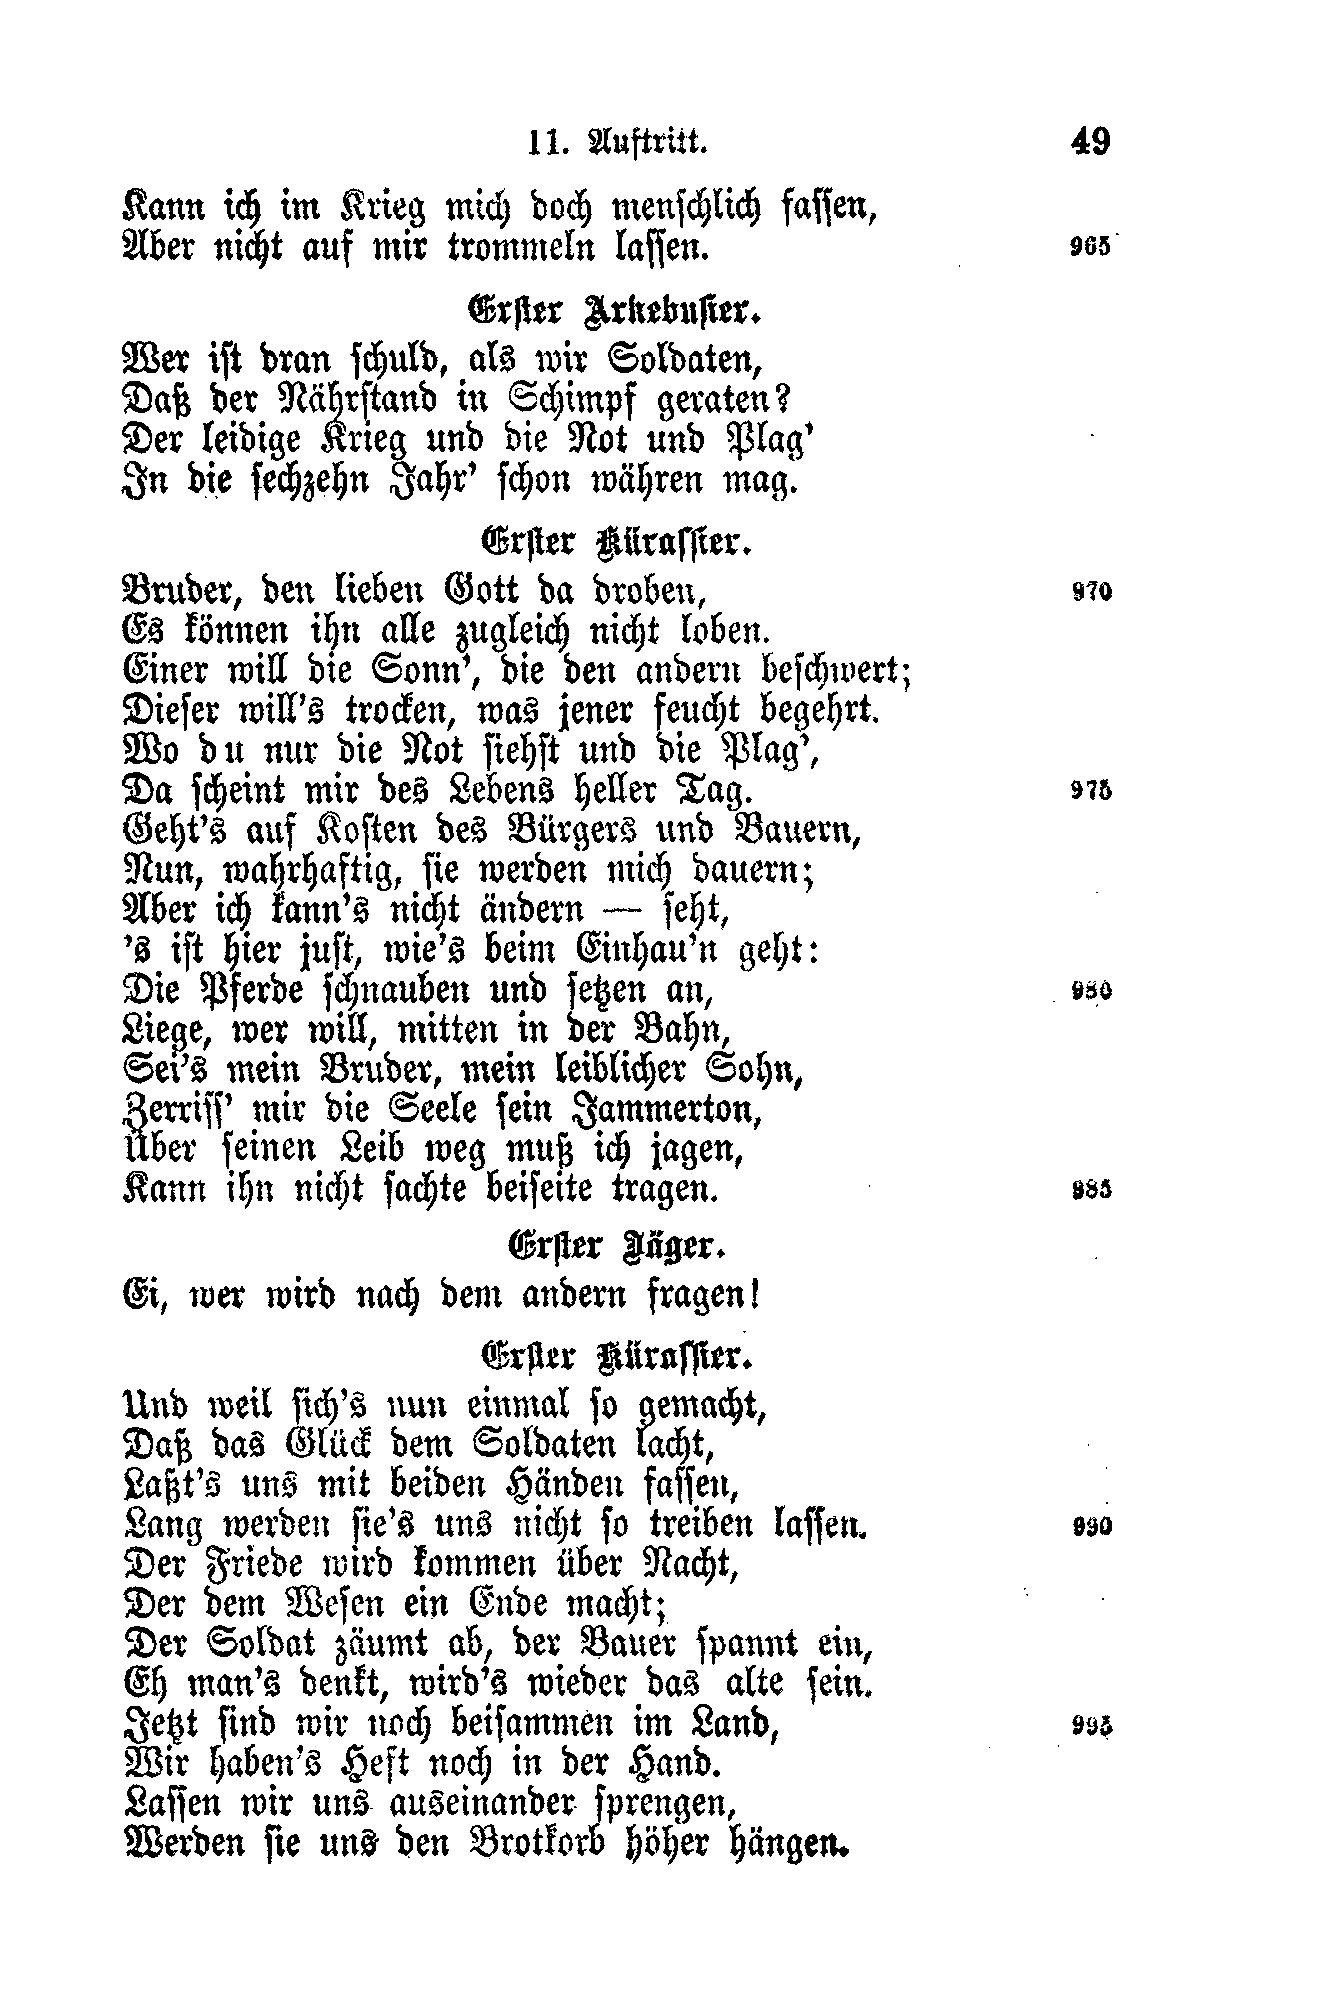 11. Auftritt. 49
Kann ich im Krieg mich doch menschlich fassen,
Aber nicht auf mir trommeln lassen. 965
Erster Arkebusier.
Wer ist dran schuld, als wir Soldaten,
Daß der Nährstand in Schimpf geraten?
Der leidige Krieg und die Not und Plag’
In die sechzehn Jahr’ schon währen mag.
Erster Kürassier.
Bruder, den lieben Gott da droben, 970
Es können ihn alle zugleich nicht loben.
Einer will die Sonn’, die den andern beschwert;
Dieser will’s trocken, was jener feucht begehrt.
Wo du nur die Not siehst und die Plag’,
Da scheint mir des Lebens heller Tag. 975
Geht’s auf Kosten des Bürgers und Bauern,
Nun, wahrhaftig, sie werden mich dauern;
Aber ich kann’s nicht ändern — seht,
’s ist hier just, wie’s beim Einhau’n geht:
Die Pferde schnauben und setzen an, 980
Liege, wer will, mitten in der Bahn,
Sei’s mein Bruder, mein leiblicher Sohn,
Zerriss’ mir die Seele sein Jammerton,
Über seinen Leib weg muß ich jagen,
Kann ihn nicht sachte beiseite tragen. 985
Erster Jäger.
Ei, wer wird nach dem andern fragen!
Erster Kürassier.
Und weil sich’s nun einmal so gemacht,
Daß das Glück dem Soldaten lacht,
Laßt’s uns mit beiden Händen fassen,
Lang werden sie’s uns nicht so treiben lassen. 990
Der Friede wird kommen über Nacht,
Der dem Wesen ein Ende macht;
Der Soldat zäumt ab, der Bauer spannt ein,
Eh man’s denkt, wird’s wieder das alte sein.
Jetzt sind wir noch beisammen im Land, 995
Wir haben’s Heft noch in der Hand.
Lassen wir uns auseinander sprengen,
Werden sie uns den Brotkorb höher hängen.